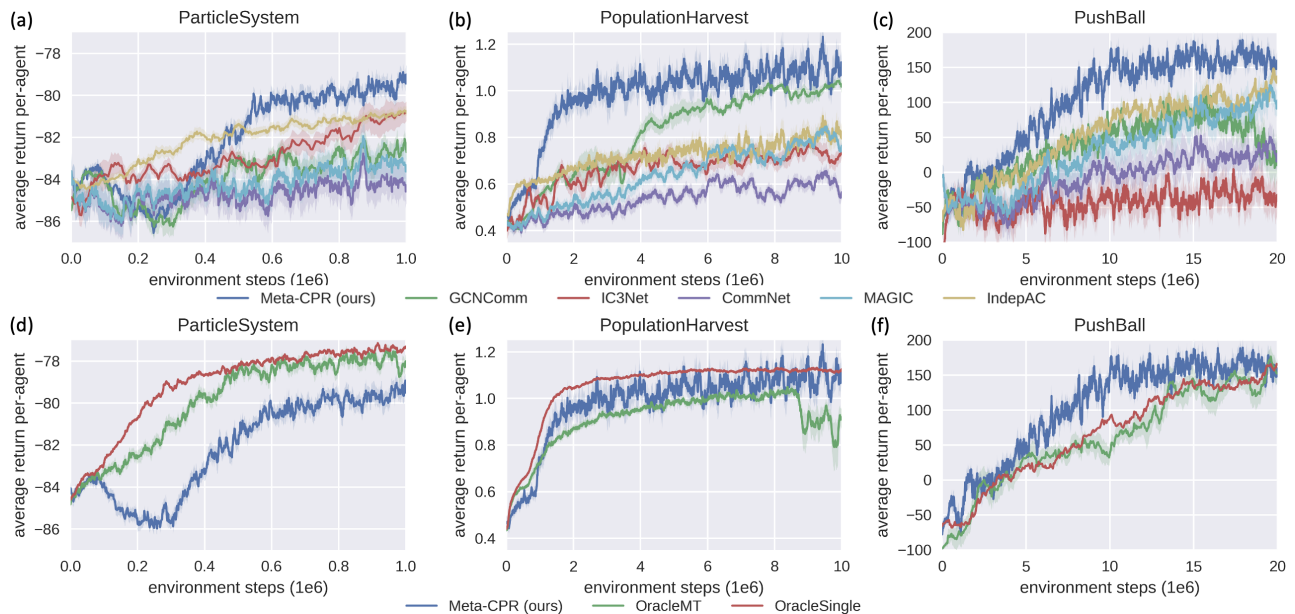 (a) ParticleSystem (b) PopulationHarvest (c) PushBall
average return per-agent
−78
−80
−82
−84
−86
0.0 0.2 0.4 0.6 0.8 1.0
environment steps (1e6)
average return per-agent
1.2
1.0
0.8
0.6
0.4
0 2 4 6 8 10
environment steps (1e6)
average return per-agent
200
150
100
50
0
−50
−100
0 5 10 15 20
environment steps (1e6)
Meta-CPR (ours) GCNComm IC3Net CommNet MAGIC IndepAC
(d) ParticleSystem (e) PopulationHarvest (f) PushBall
average return per-agent
−78
−80
−82
−84
−86
0.0 0.2 0.4 0.6 0.8 1.0
environment steps (1e6)
average return per-agent
1.2
1.0
0.8
0.6
0.4
0 2 4 6 8 10
environment steps (1e6)
average return per-agent
200
150
100
50
0
−50
−100
0 5 10 15 20
environment steps (1e6)
Meta-CPR (ours) OracleMT OracleSingle